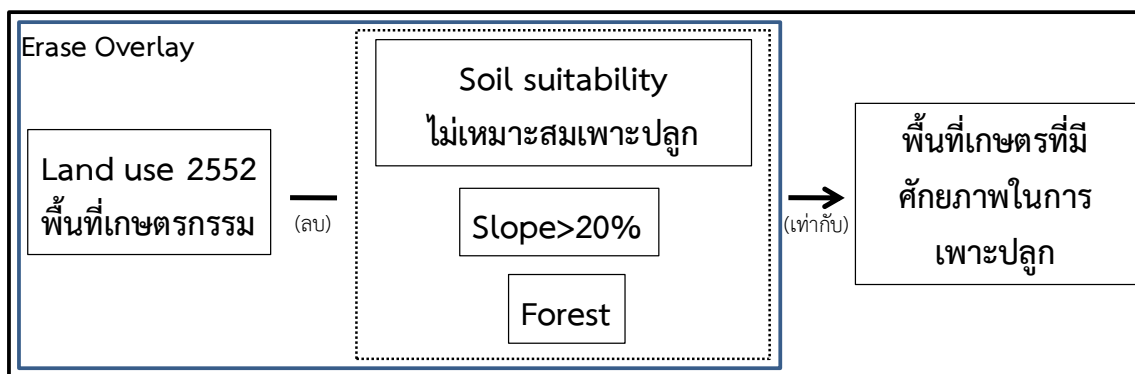 Erase Overlay
Land use 2552
พื้นที่เกษตรกรรม
(ลบ)
Soil suitability
ไม่เหมาะสมเพาะปลูก
Slope>20%
Forest
(เท่ากับ)
พื้นที่เกษตรที่มี
ศักยภาพในการ
เพาะปลูก